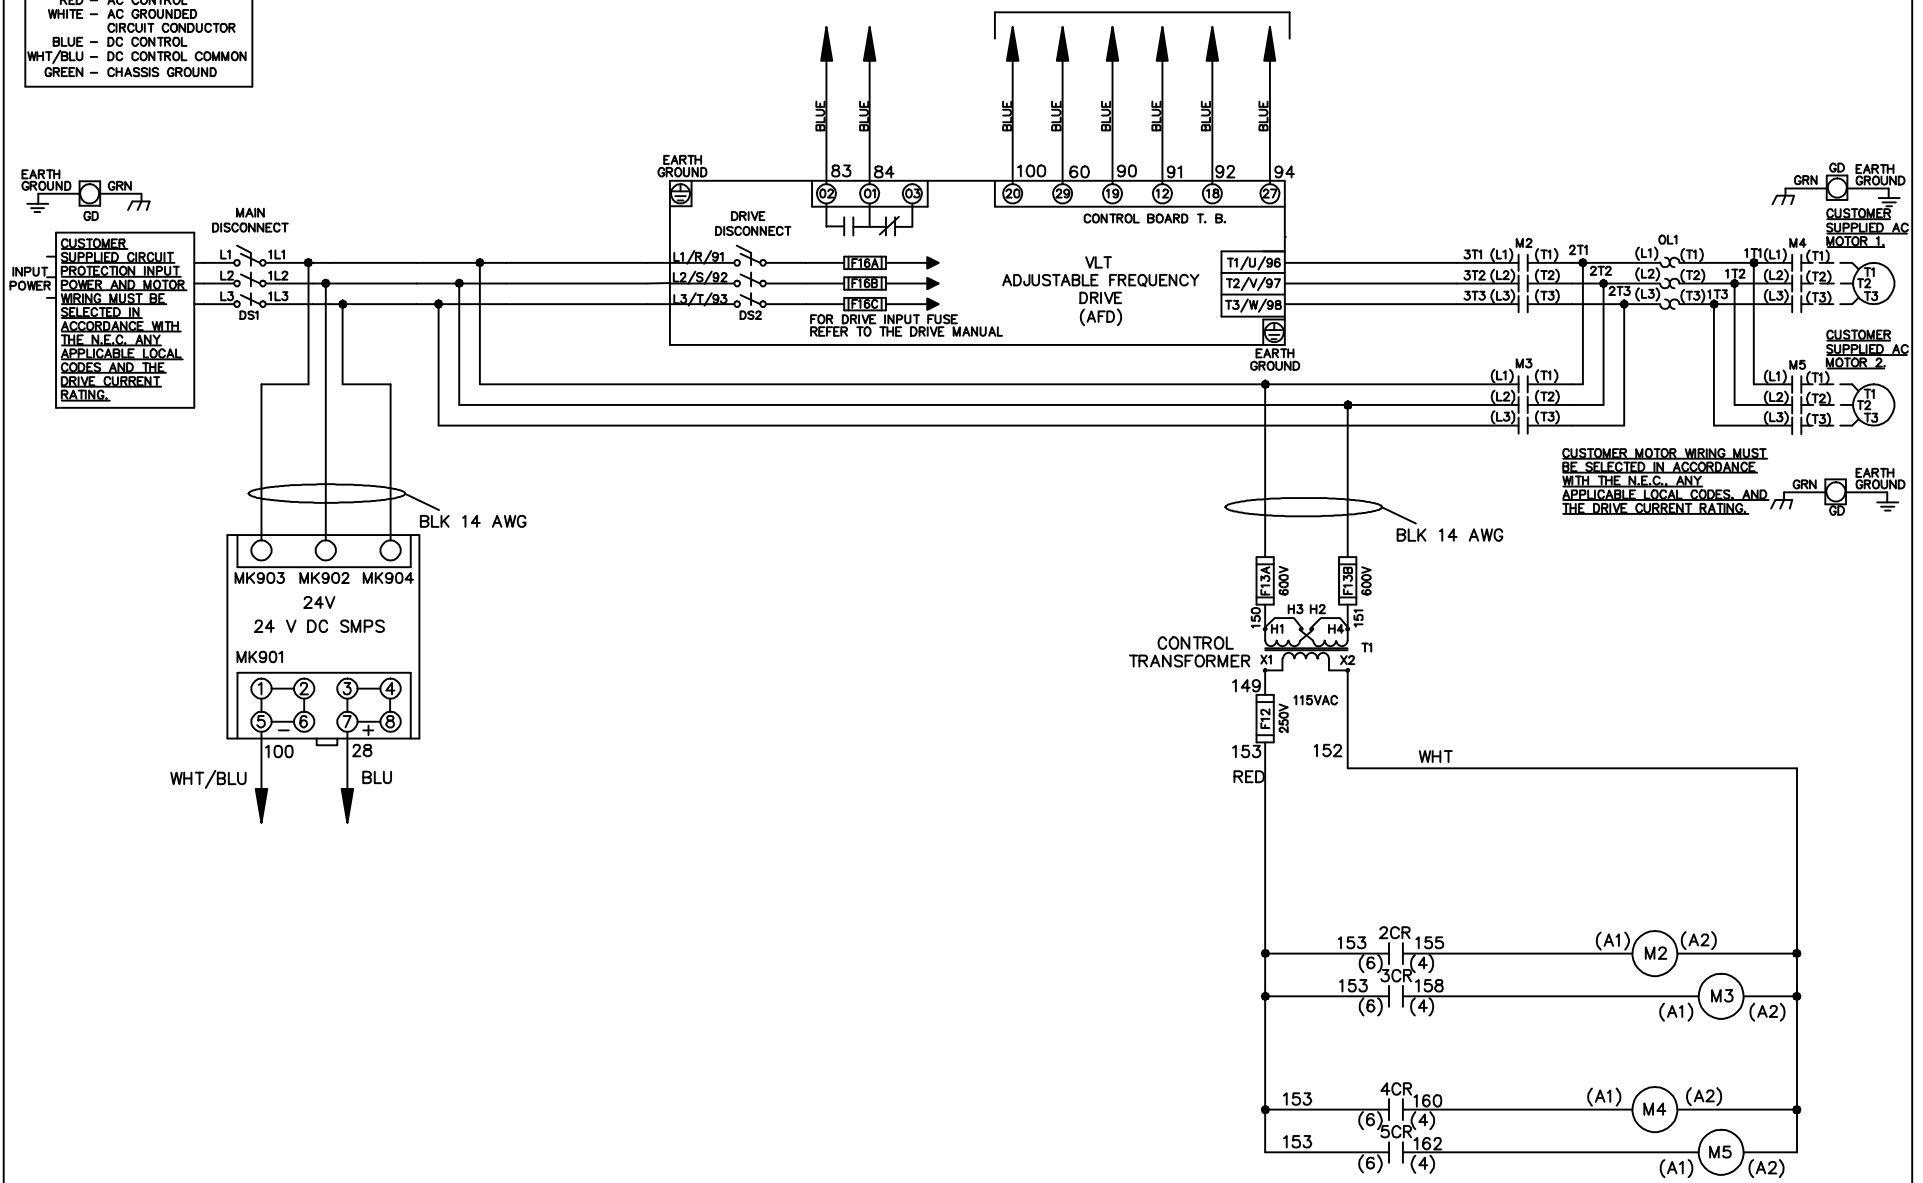 RED – AC CONTROL
WHITE – AC GROUNDED
CIRCUIT CONDUCTOR
BLUE – DC CONTROL
WHT/BLU – DC CONTROL COMMON
GREEN – CHASSIS GROUND
BLUE
BLUE
BLUE
BLUE
BLUE
BLUE
BLUE
BLUE
EARTH
GROUND
GRN
GD
CUSTOMER
SUPPLIED CIRCUIT
PROTECTION INPUT
POWER AND MOTOR
WIRING MUST BE
SELECTED IN
ACCORDANCE WITH
THE N.E.C. ANY
APPLICABLE LOCAL
CODES AND THE
DRIVE CURRENT
RATING.
INPUT
POWER
MAIN
DISCONNECT
L1 1L1
L2 1L2
L3 1L3
DS1
EARTH
GROUND
83 84
02 01 03
100 60 90 91 92 94
20 29 19 12 18 27
CONTROL BOARD T. B.
DRIVE
DISCONNECT
L1/R/91
L2/S/92
L3/T/93
DS2
F16A
F16B
F16C
FOR DRIVE INPUT FUSE
REFER TO THE DRIVE MANUAL
VLT
ADJUSTABLE FREQUENCY
DRIVE
(AFD)
T1/U/96
T2/V/97
T3/W/98
EARTH
GROUND
M2
3T1 (L1) (T1) 2T1
3T2 (L2) (T2) 2T2
3T3 (L3) (T3) 2T3
OL1
(L1) (T1) 1T1
(L2) (T2) 1T2
(L3) (T3) 1T3
M4
(L1) (T1)
(L2) (T2)
(L3) (T3)
T1
T2
T3
GRN
GD
EARTH
GROUND
CUSTOMER
SUPPLIED AC
MOTOR 1.
M3
(L1) (T1)
(L2) (T2)
(L3) (T3)
CUSTOMER
SUPPLIED AC
MOTOR 2.
M5
(L1) (T1)
(L2) (T2)
(L3) (T3)
T1
T2
T3
CUSTOMER MOTOR WIRING MUST
BE SELECTED IN ACCORDANCE
WITH THE N.E.C., ANY
APPLICABLE LOCAL CODES, AND
THE DRIVE CURRENT RATING.
GRN
GD
EARTH
GROUND
BLK 14 AWG
MK903 MK902 MK904
24V
24 V DC SMPS
MK901
1 2 3 4
5 6 7 8
– +
100 28
WHT/BLU BLU
BLK 14 AWG
F13A
600V
F13B
600V
150
151
H3 H2
H1 H4
T1
CONTROL
TRANSFORMER
X1 X2
149
115VAC
F12
250V
153
152
RED
WHT
2CR
153 155
(6) (4)
(A1) M2 (A2)
3CR
153 158
(6) (4)
(A1) M3 (A2)
4CR
153 160
(6) (4)
(A1) M4 (A2)
5CR
153 162
(6) (4)
(A1) M5 (A2)